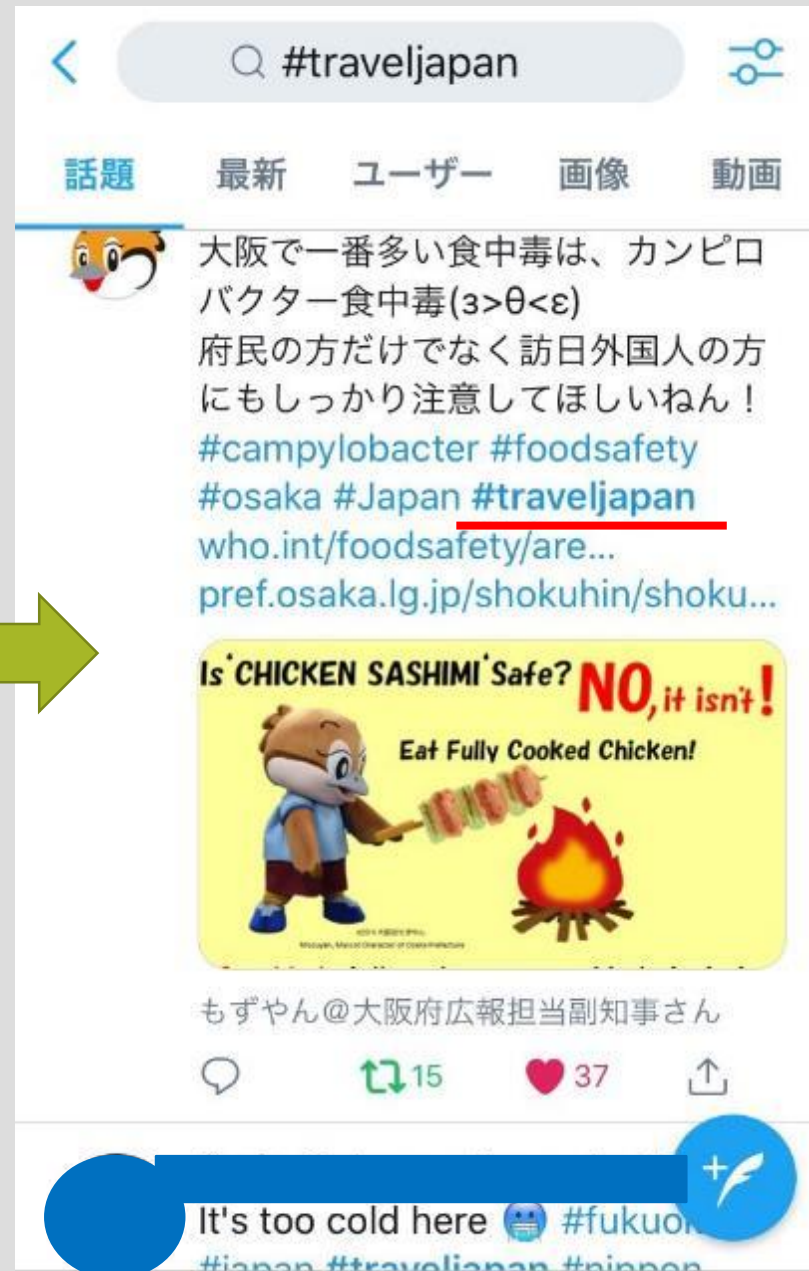 #traveljapan
話題 最新 ユーザー 画像 動画
大阪で一番多い食中毒は、カンピロ
バクター食中毒(з>θ<ε)
府民の方だけでなく訪日外国人の方
にもしっかり注意してほしいねん！
#campylobacter #foodsafety
#osaka #Japan #traveljapan
who.int/foodsafety/are...
pref.osaka.lg.jp/shokuhin/shoku...
Is 'CHICKEN SASHIMI' Safe? NO, it isn't!
Eat Fully Cooked Chicken!
もずやん@大阪府広報担当副知事さん
15 37
It's too cold here 🥶 #fukuo
#japan #traveljapan #nippon